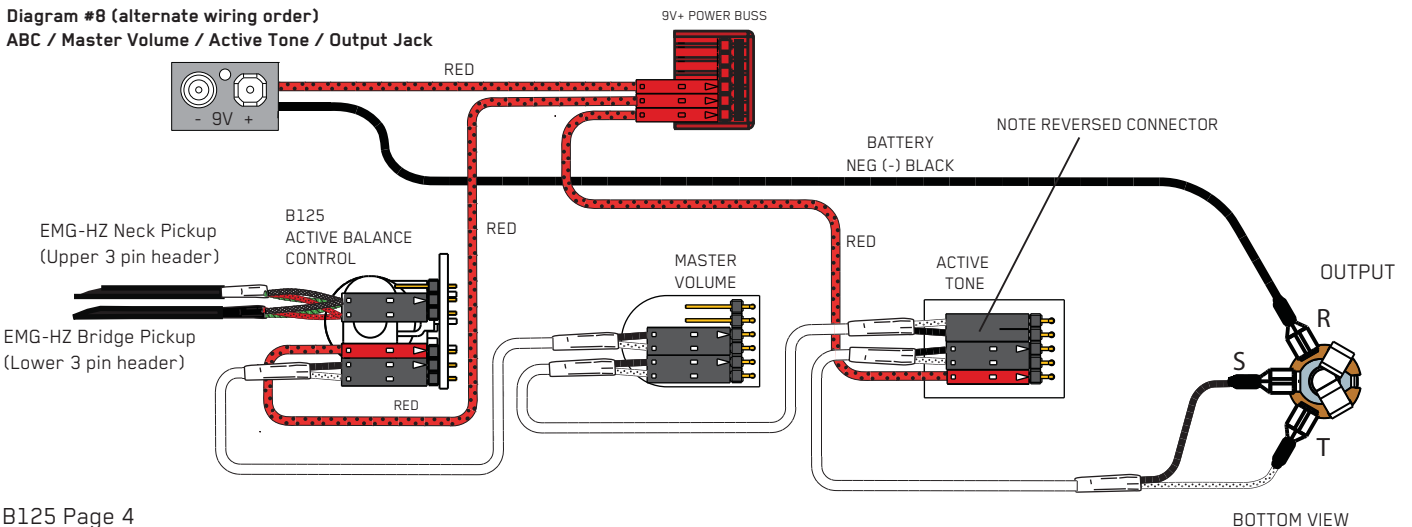 Diagram #8 (alternate wiring order)
ABC / Master Volume / Active Tone / Output Jack
9V+ POWER BUSS
RED
- 9V +
NOTE REVERSED CONNECTOR
BATTERY
NEG (-) BLACK
EMG-HZ Neck Pickup
(Upper 3 pin header)
B125
ACTIVE BALANCE
CONTROL
RED
RED
MASTER
VOLUME
ACTIVE
TONE
OUTPUT
R
EMG-HZ Bridge Pickup
(Lower 3 pin header)
S
RED
T
B125 Page 4
BOTTOM VIEW